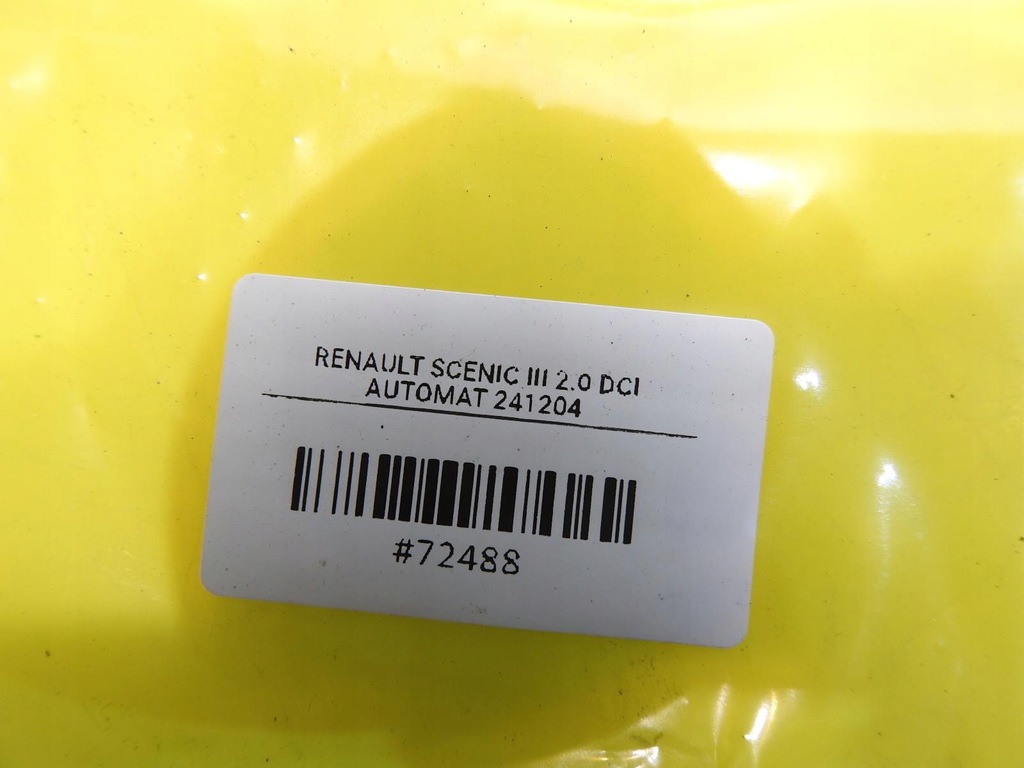 RENAULT SCENIC III 2.0 DCI
AUTOMAT 241204
#72488